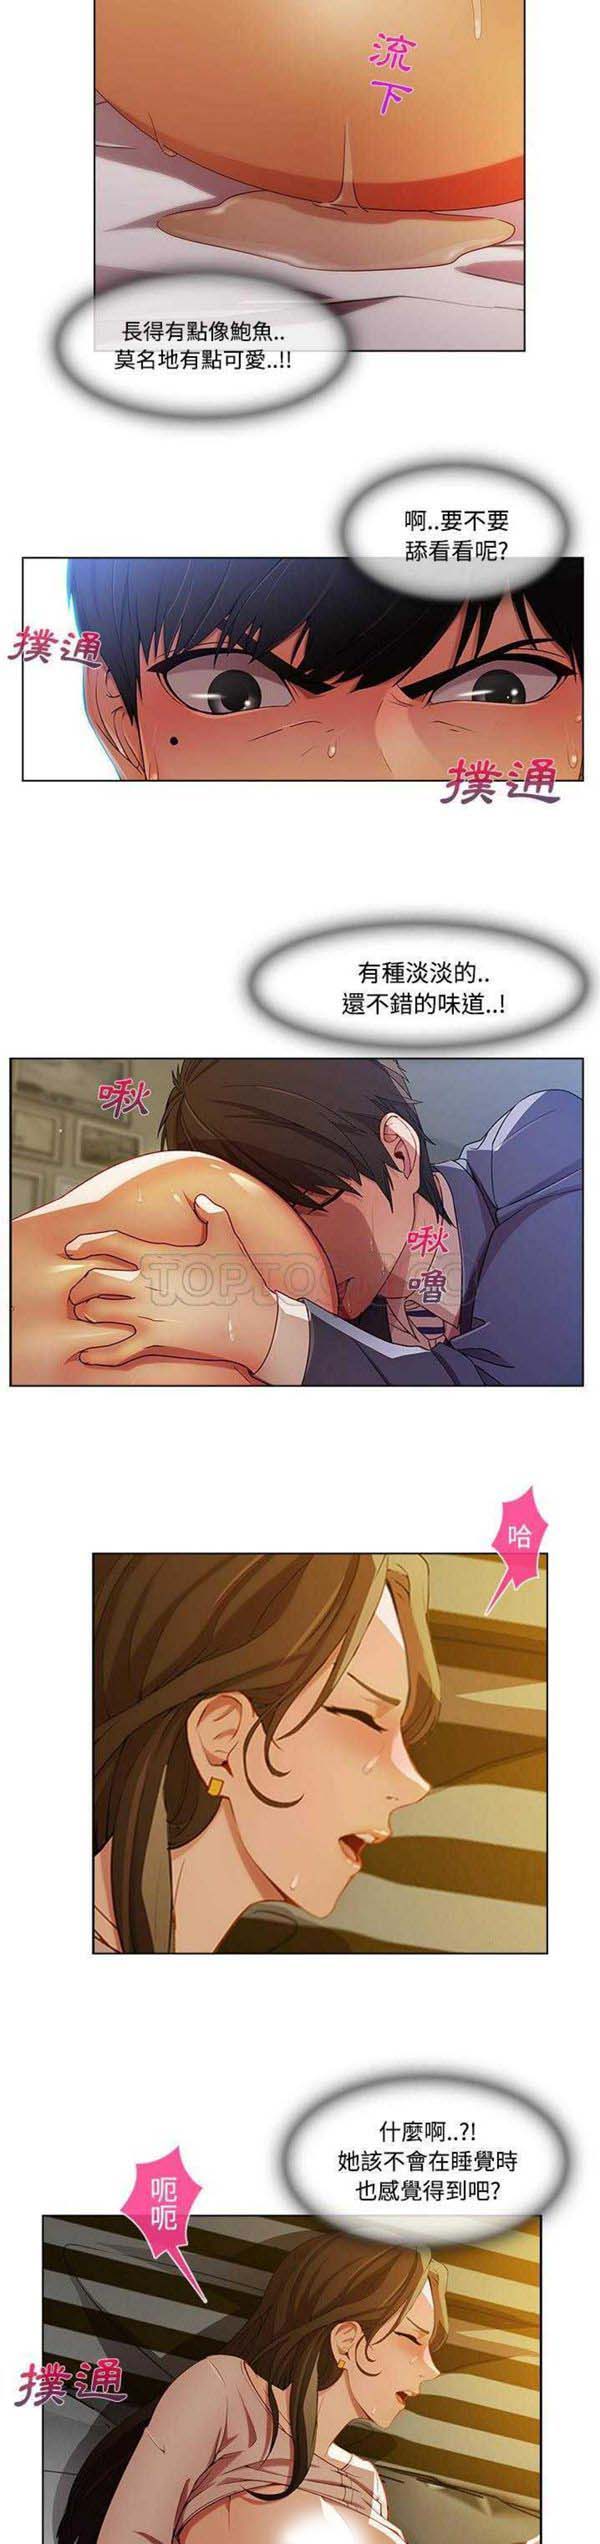 流
下
長得有點像鮑魚..
莫名地有點可愛..!!
啊..要不要
舔看看呢?
撲通
撲通
有種淡淡的..
還不錯的味道..!
啾
啾
嚕
哈
什麼啊..?!
她該不會在睡覺時
也感覺得到吧?
呃
呃
撲通